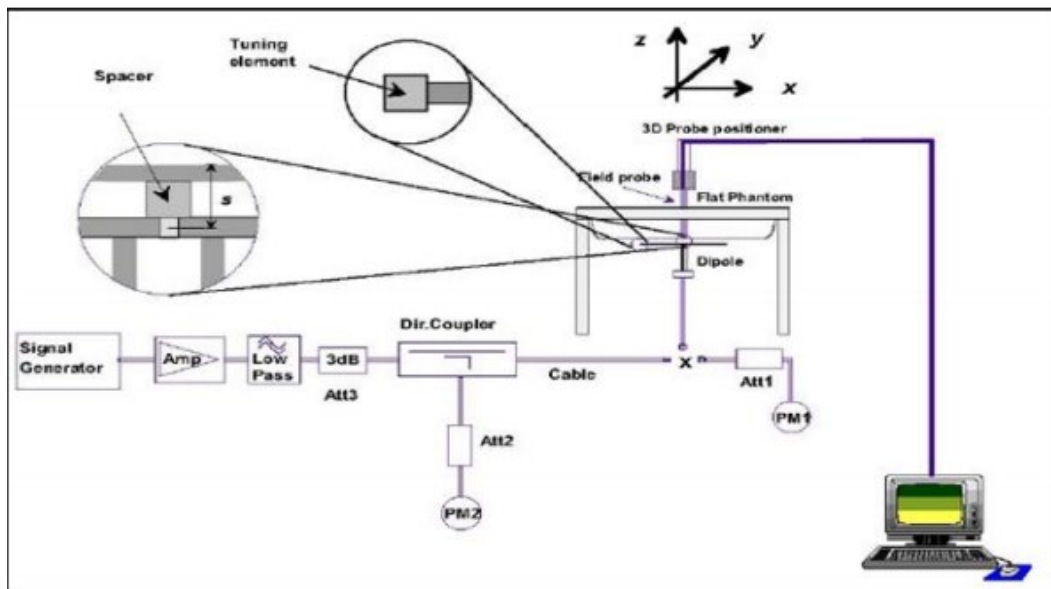 Tuning
element
z
y
x
Spacer
s
3D Probe positioner
Field probe
Flat Phantom
Dipole
Signal
Generator
Amp
Low
Pass
3dB
Att3
Dir.Coupler
Cable
X
Att1
PM1
Att2
PM2